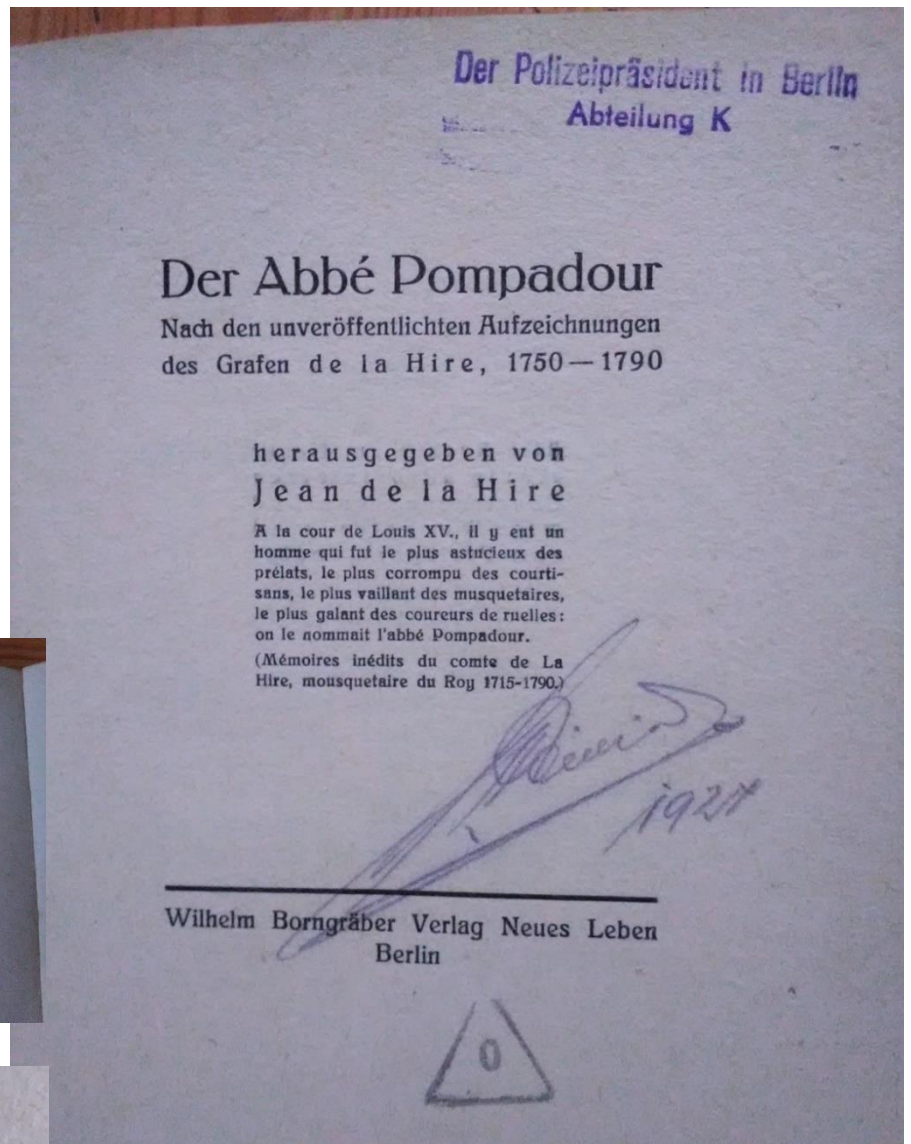 Der Polizeipräsident in Berlin
Abteilung K
Der Abbé Pompadour
Nach den unveröffentlichten Aufzeichnungen
des Grafen de la Hire, 1750—1790
herausgegeben von
Jean de la Hire
A la cour de Louis XV., il y ent un
homme qui fut le plus astucieux des
prélats, le plus corrompu des courti-
sans, le plus vaillant des musquetaires,
le plus galant des coureurs de ruelles:
on le nommait l'abbé Pompadour.
(Mémoires inédits du comte de La
Hire, mousquetaire du Roy 1715-1790.)
1927
Wilhelm Borngräber Verlag Neues Leben
Berlin
0